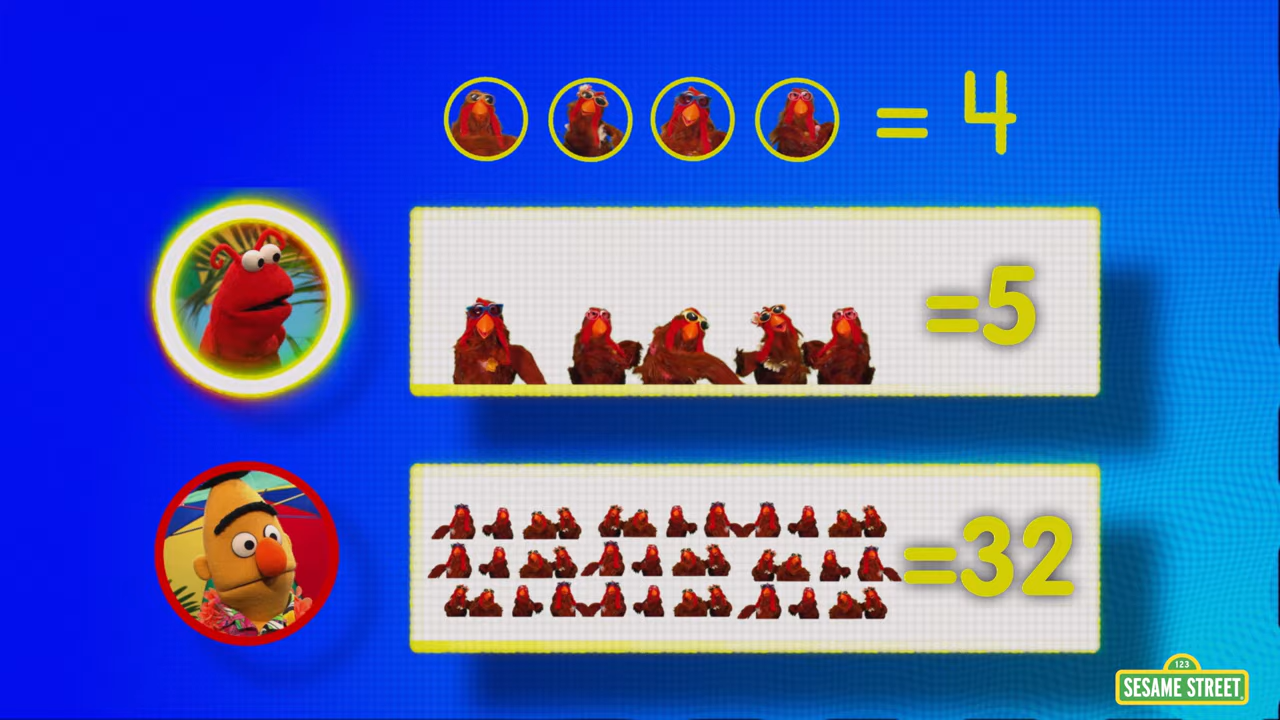 = 4
=5
=32
123
SESAME STREET